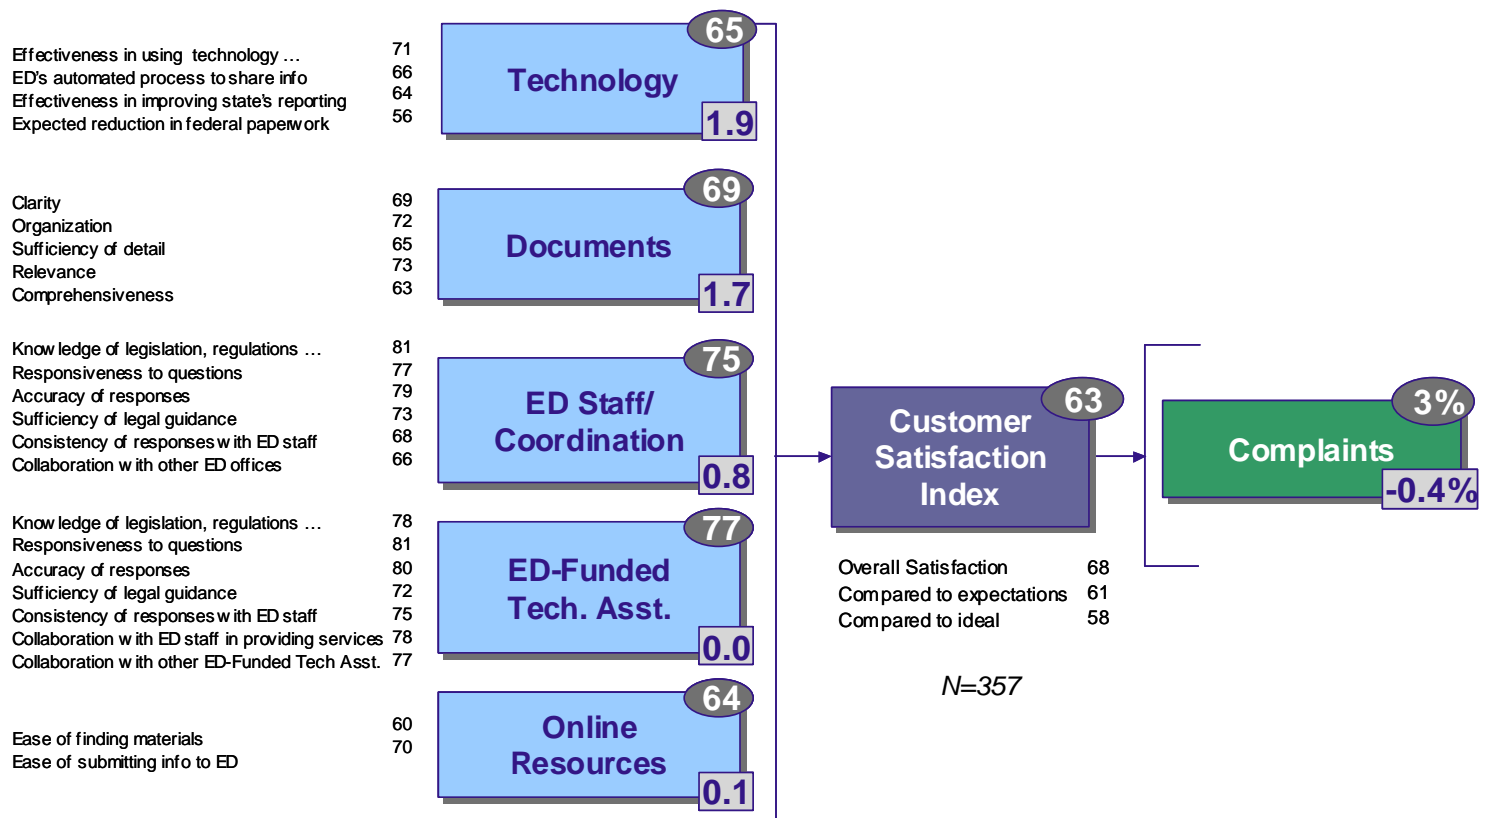 65
Technology
1.9
Effectiveness in using technology ... 71
ED's automated process to share info 66
Effectiveness in improving state's reporting 64
Expected reduction in federal paperwork 56
69
Documents
1.7
Clarity 69
Organization 72
Sufficiency of detail 65
Relevance 73
Comprehensiveness 63
75
ED Staff/
Coordination
0.8
Knowledge of legislation, regulations ... 81
Responsiveness to questions 77
Accuracy of responses 79
Sufficiency of legal guidance 73
Consistency of responses with ED staff 68
Collaboration with other ED offices 66
77
ED-Funded
Tech. Asst.
0.0
Knowledge of legislation, regulations ... 78
Responsiveness to questions 81
Accuracy of responses 80
Sufficiency of legal guidance 72
Consistency of responses with ED staff 75
Collaboration with ED staff in providing services 78
Collaboration with other ED-Funded Tech Asst. 77
64
Online
Resources
0.1
Ease of finding materials 60
Ease of submitting info to ED 70
63
Customer
Satisfaction
Index
Overall Satisfaction 68
Compared to expectations 61
Compared to ideal 58
N=357
3%
Complaints
-0.4%